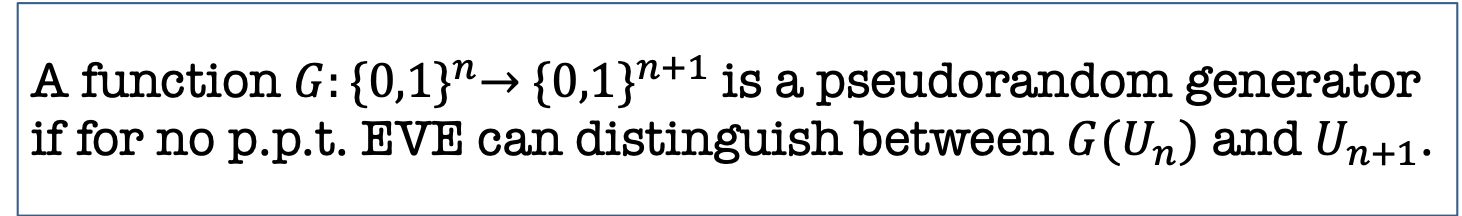 A function G: {0,1}ⁿ→ {0,1}ⁿ⁺¹ is a pseudorandom generator
if for no p.p.t. EVE can distinguish between G(Uₙ) and Uₙ₊₁.